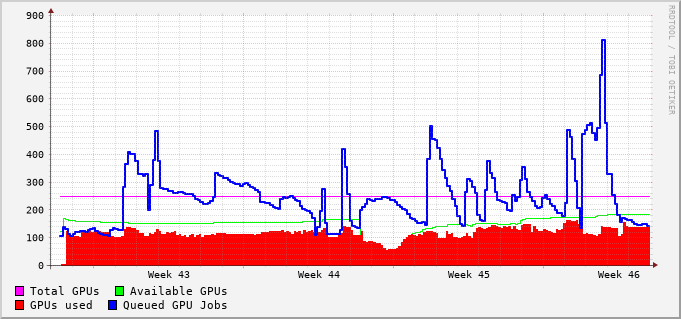 900
800
700
600
500
400
300
200
100
0
Week 43 Week 44 Week 45 Week 46
Total GPUs Available GPUs
GPUs used Queued GPU Jobs
RRDTOOL / TOBI OETIKER